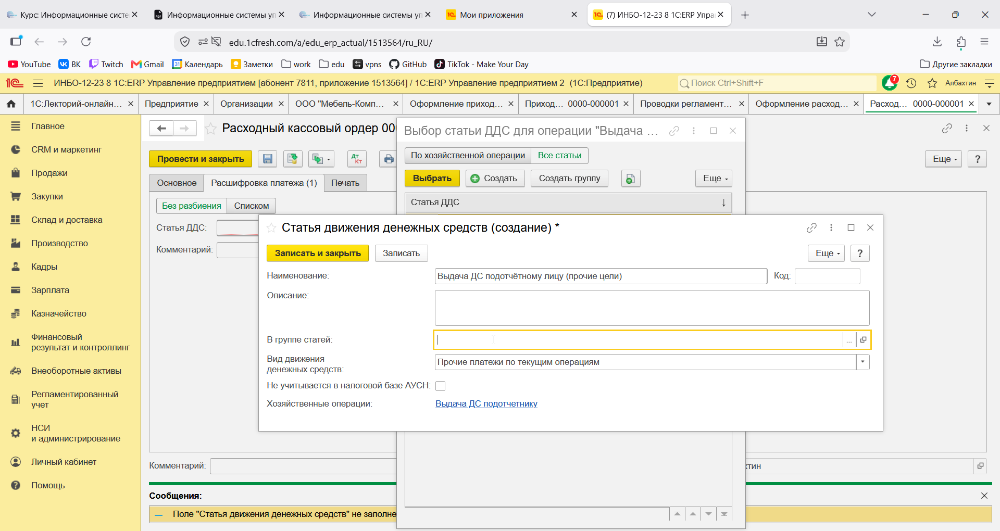 Курс: Информационные систе
Информационные системы уп
Информационные системы уп
Мои приложения
(7) ИНБО-12-23 8 1С:ERP Упра
edu.1cfresh.com/a/edu_erp_actual/1513564/ru_RU/
YouTube
ВК
Twitch
Gmail
Календарь
Заметки
work
edu
vpns
GitHub
TikTok - Make Your Day
Другие закладки
ИНБО-12-23 8 1С:ERP Управление предприятием [абонент 7811, приложение 1513564] / 1С:ERP Управление предприятием 2 (1С:Предприятие)
Поиск Ctrl+Shift+F
7
Албахтин
1С:Лекторий-онлайн...
Предприятие
Организации
ООО "Мебель-Комп...
Оформление приход...
Приход... 0000-000001
Проводки регламент...
Оформление расход...
Расход... 0000-000001
Главное
CRM и маркетинг
Продажи
Закупки
Склад и доставка
Производство
Кадры
Зарплата
Казначейство
Финансовый
результат и контроллинг
Внеоборотные активы
Регламентированный
учет
НСИ
и администрирование
Личный кабинет
Помощь
Расходный кассовый ордер 00
Провести и закрыть
Дт
Кт
Еще
?
Основное
Расшифровка платежа (1)
Печать
Без разбиения
Списком
Статья ДДС:
Комментарий:
Выбор статьи ДДС для операции "Выдача ...
По хозяйственной операции
Все статьи
Выбрать
Создать
Создать группу
Еще
Статья ДДС
Статья движения денежных средств (создание) *
Записать и закрыть
Записать
Еще
?
Наименование:
Выдача ДС подотчётному лицу (прочие цели)
Код:
Описание:
В группе статей:
...
Вид движения
денежных средств:
Прочие платежи по текущим операциям
Не учитывается в налоговой базе АУСН:
Хозяйственные операции:
Выдача ДС подотчетнику
Комментарий:
ктин
Сообщения:
Поле "Статья движения денежных средств" не заполне